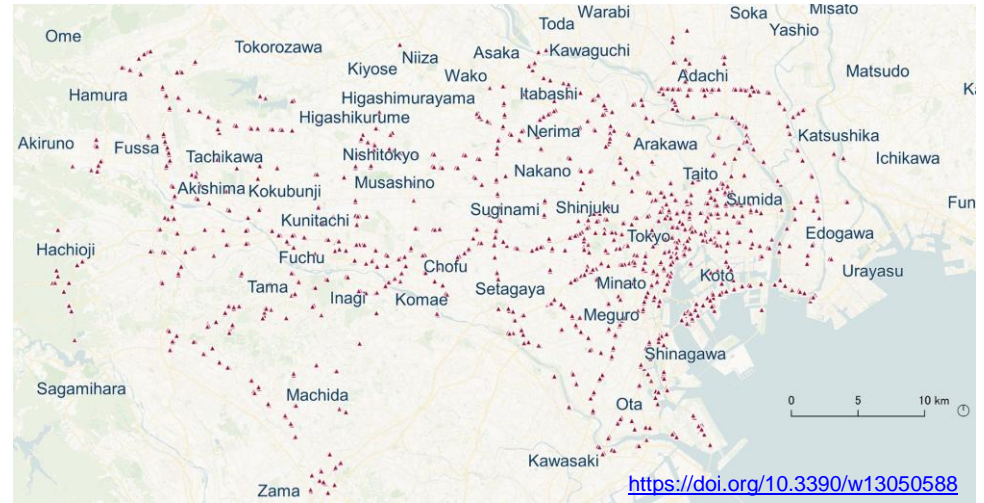 Warabi
Misato
Soka
Toda
Yashio
Ome
Tokorozawa
Niiza
Asaka
Kawaguchi
Kiyose
Wako
Adachi
Matsudo
Hamura
Higashimurayama
Itabashi
Higashikurume
Nerima
Katsushika
Akiruno
Fussa
Arakawa
Tachikawa
Nishitokyo
Ichikawa
Nakano
Taito
Musashino
Akishima
Kokubunji
Sumida
Fun
Suginami
Shinjuku
Kunitachi
Tokyo
Edogawa
Hachioji
Fuchu
Chofu
Koto
Urayasu
Tama
Setagaya
Minato
Inagi
Komae
Meguro
Shinagawa
Sagamihara
Machida
0 5 10 km
Ota
Kawasaki
Zama
https://doi.org/10.3390/w13050588